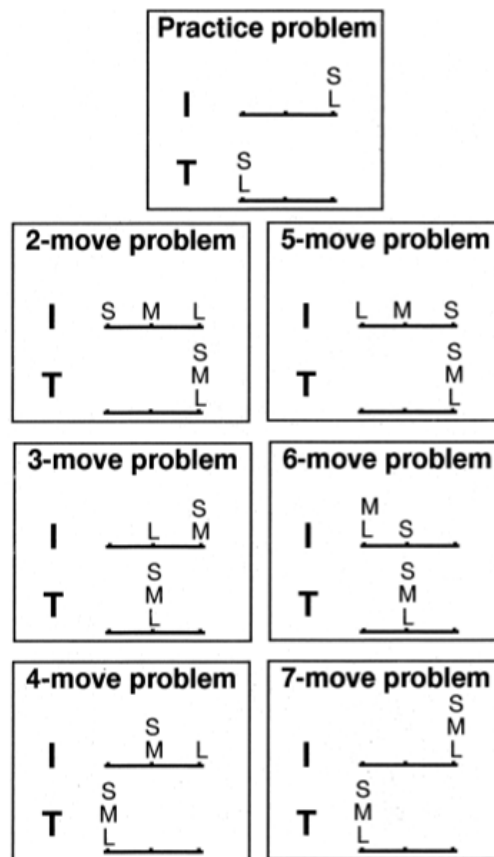 Practice problem
S
I L
S
T L
2-move problem
I S M L
S
T M
L
5-move problem
I L M S
S
T M
L
3-move problem
S
I L M
S
T M
L
6-move problem
M
I L S
S
T M
L
4-move problem
S
I M L
S
T M
L
7-move problem
S
M
I L
S
T M
L